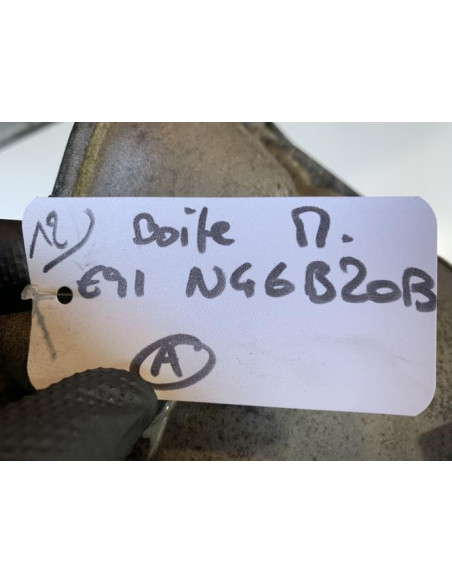 12) Boite M.
E91 N46B20B
A